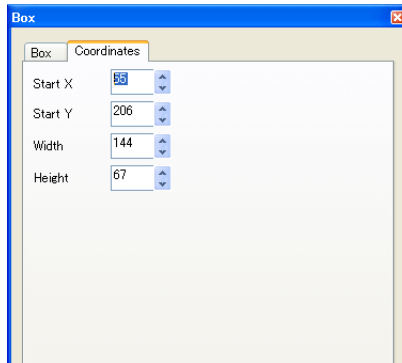 Box
Box Coordinates
Start X 55
Start Y 206
Width 144
Height 67